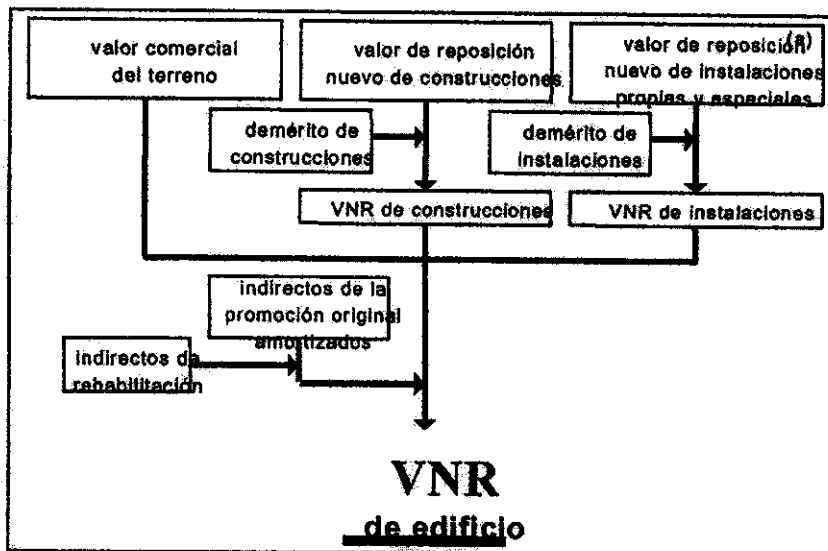 valor comercial
del terreno
valor de reposición
nuevo de construcciones
valor de reposición
(A)
nuevo de instalaciones
propias y aspaciales
demérito de
construcciones
demérito de
instalaciones
VNR de construcciones
VNR de instalaciones
indirectos de la
promoción original
amortizados
indirectos de
rehabilitación
VNR
de edificio